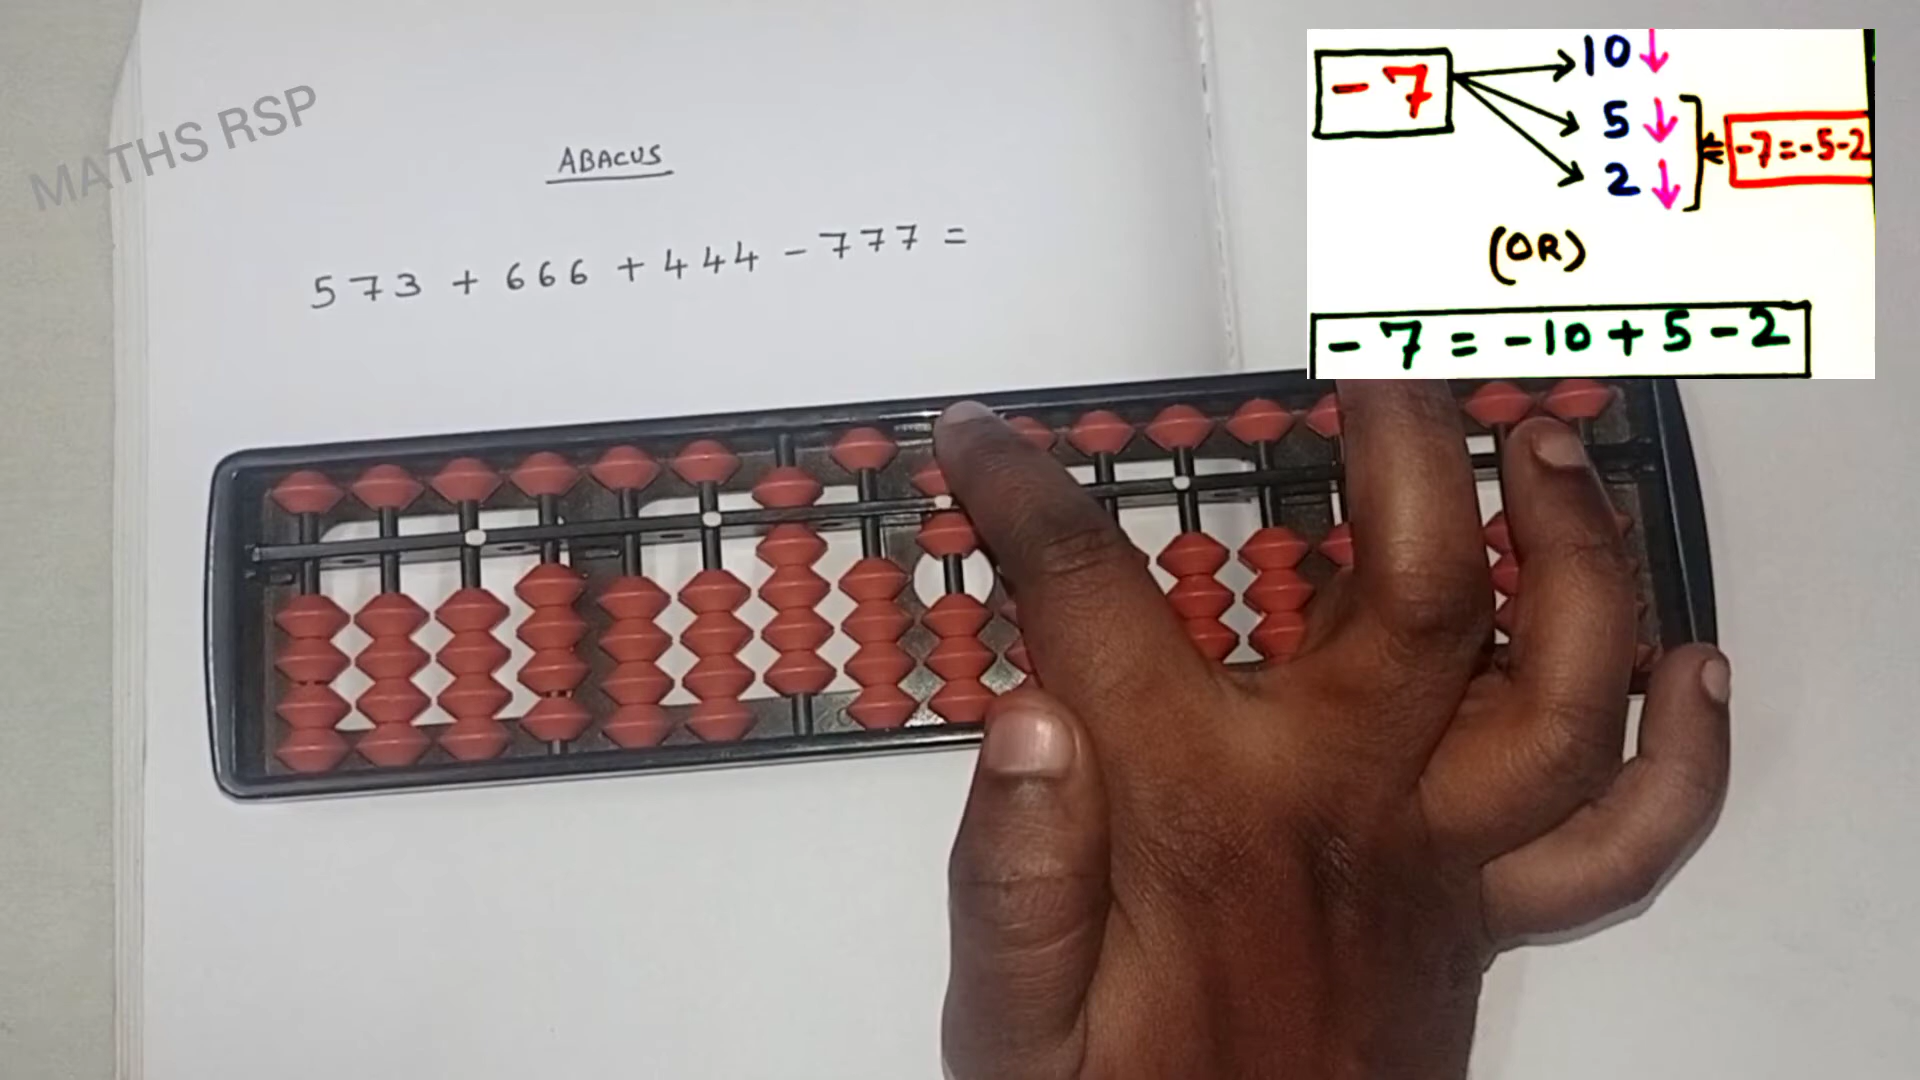 MATHS RSP
ABACUS
573 + 666 + 444 - 777 =
- 7
10 ↓
5 ↓
2 ↓
-7=-5-2
(OR)
- 7 = -10 + 5 - 2